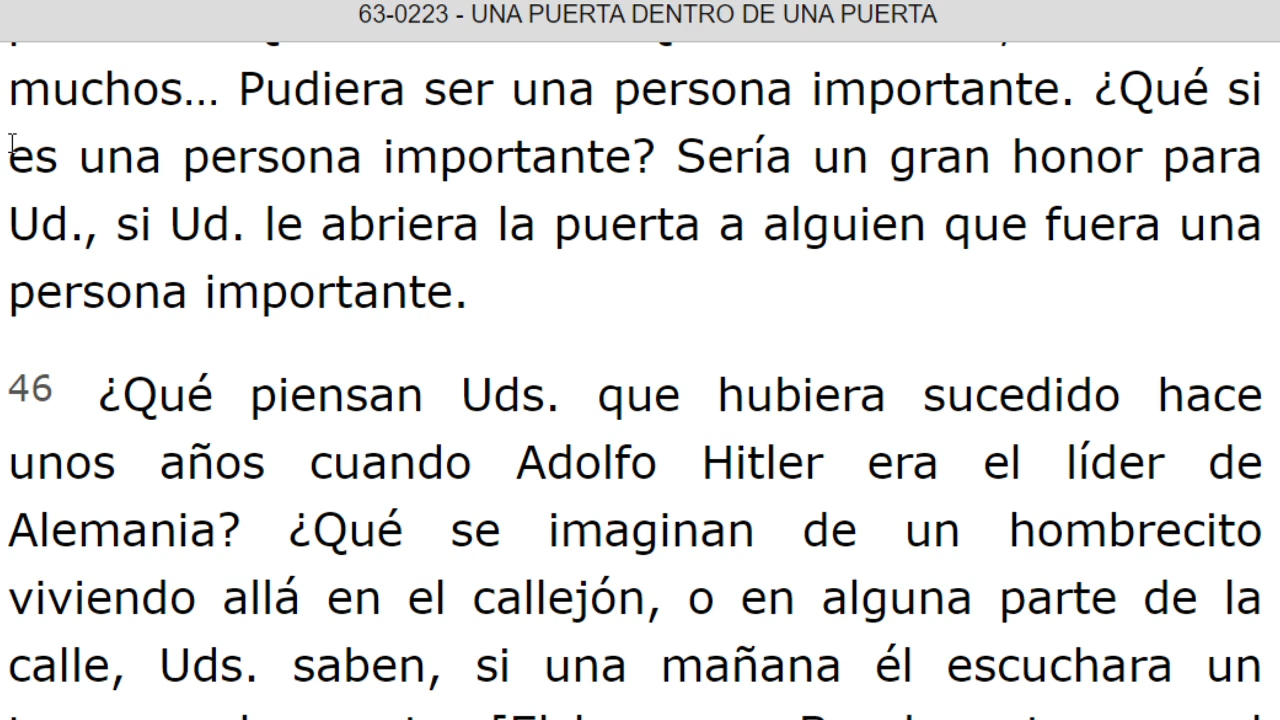 63-0223 - UNA PUERTA DENTRO DE UNA PUERTA
muchos... Pudiera ser una persona importante. ¿Qué si
es una persona importante? Sería un gran honor para
Ud., si Ud. le abriera la puerta a alguien que fuera una
persona importante.
46 ¿Qué piensan Uds. que hubiera sucedido hace
unos años cuando Adolfo Hitler era el líder de
Alemania? ¿Qué se imaginan de un hombrecito
viviendo allá en el callejón, o en alguna parte de la
calle, Uds. saben, si una mañana él escuchara un